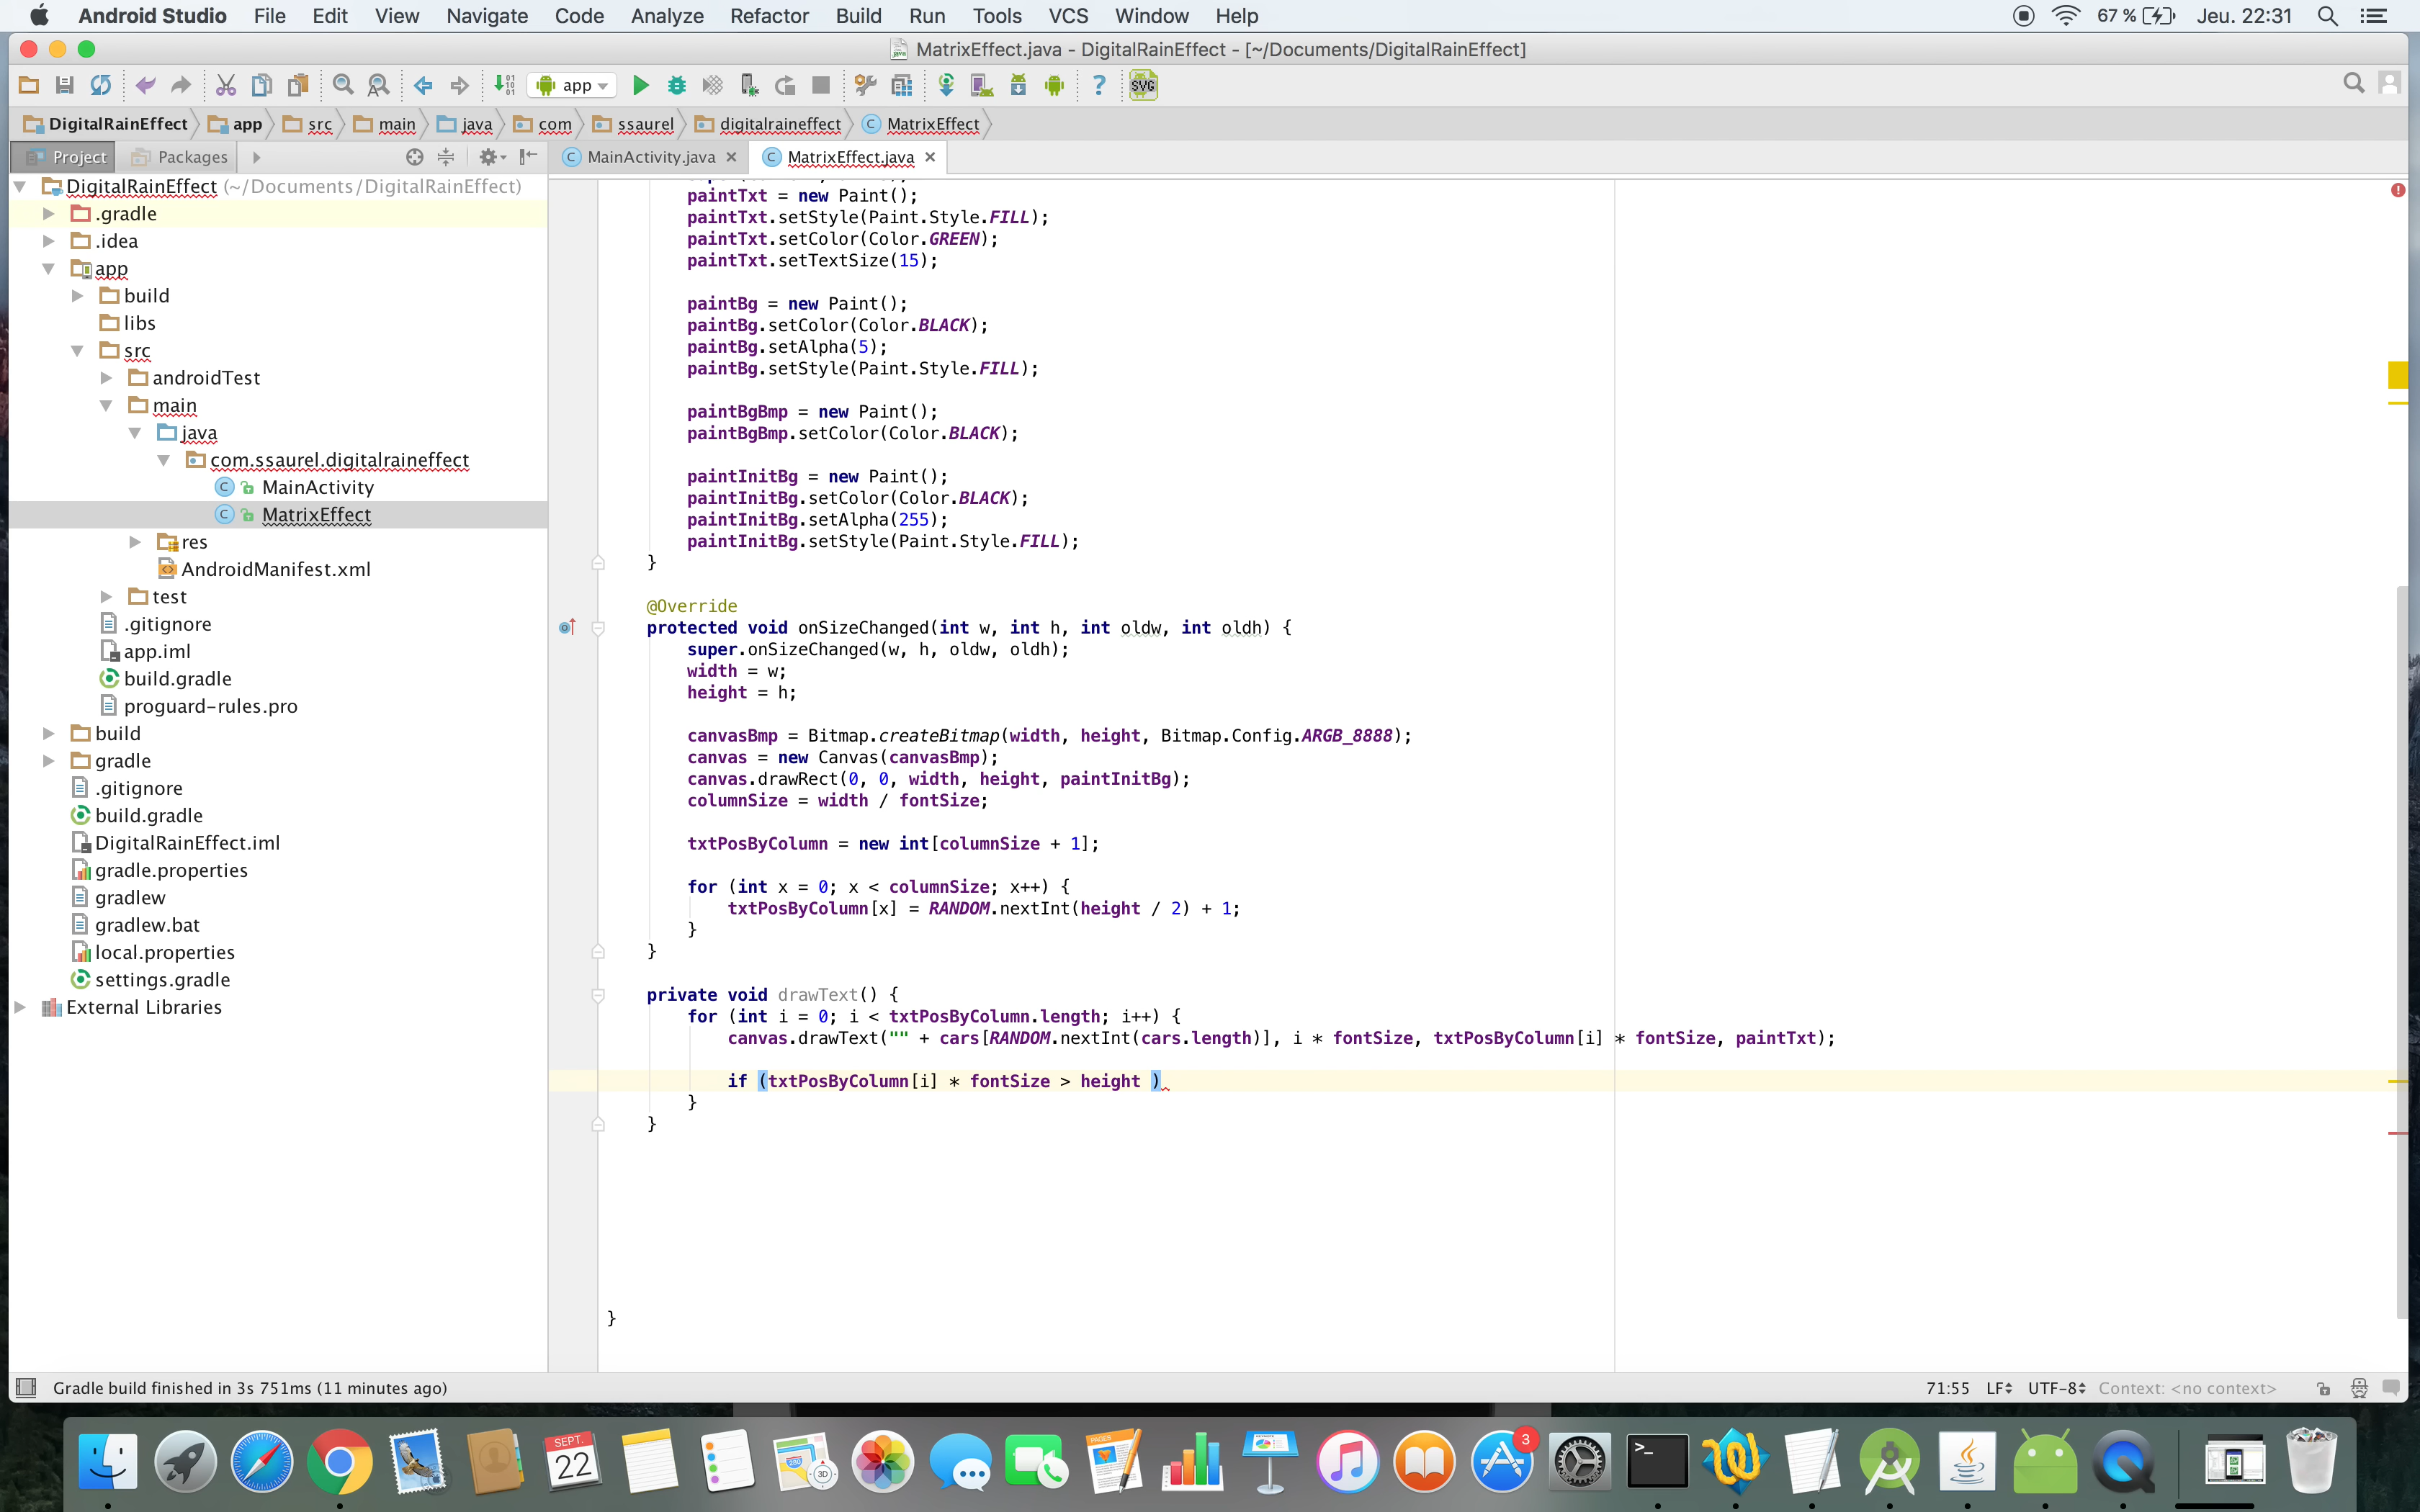 Android Studio File Edit View Navigate Code Analyze Refactor Build Run Tools VCS Window Help 67 % Jeu. 22:31
MatrixEffect.java - DigitalRainEffect - [~/Documents/DigitalRainEffect]
app ? SVG
DigitalRainEffect app src main java com ssaurel digitalraineffect MatrixEffect
Project Packages MainActivity.java MatrixEffect.java
DigitalRainEffect (~/Documents/DigitalRainEffect)
.gradle
.idea
app
build
libs
src
androidTest
main
java
com.ssaurel.digitalraineffect
MainActivity
MatrixEffect
res
AndroidManifest.xml
test
.gitignore
app.iml
build.gradle
proguard-rules.pro
build
gradle
.gitignore
build.gradle
DigitalRainEffect.iml
gradle.properties
gradlew
gradlew.bat
local.properties
settings.gradle
External Libraries
paintTxt = new Paint();
paintTxt.setStyle(Paint.Style.FILL);
paintTxt.setColor(Color.GREEN);
paintTxt.setTextSize(15);
paintBg = new Paint();
paintBg.setColor(Color.BLACK);
paintBg.setAlpha(5);
paintBg.setStyle(Paint.Style.FILL);
paintBgBmp = new Paint();
paintBgBmp.setColor(Color.BLACK);
paintInitBg = new Paint();
paintInitBg.setColor(Color.BLACK);
paintInitBg.setAlpha(255);
paintInitBg.setStyle(Paint.Style.FILL);
}
@Override
protected void onSizeChanged(int w, int h, int oldw, int oldh) {
super.onSizeChanged(w, h, oldw, oldh);
width = w;
height = h;
canvasBmp = Bitmap.createBitmap(width, height, Bitmap.Config.ARGB_8888);
canvas = new Canvas(canvasBmp);
canvas.drawRect(0, 0, width, height, paintInitBg);
columnSize = width / fontSize;
txtPosByColumn = new int[columnSize + 1];
for (int x = 0; x < columnSize; x++) {
txtPosByColumn[x] = RANDOM.nextInt(height / 2) + 1;
}
}
private void drawText() {
for (int i = 0; i < txtPosByColumn.length; i++) {
canvas.drawText("" + cars[RANDOM.nextInt(cars.length)], i * fontSize, txtPosByColumn[i] * fontSize, paintTxt);
if (txtPosByColumn[i] * fontSize > height )
}
}
}
Gradle build finished in 3s 751ms (11 minutes ago) 71:55 LF UTF-8 Context: <no context>
SEPT.
22
PAGES
280
3D
3
>_